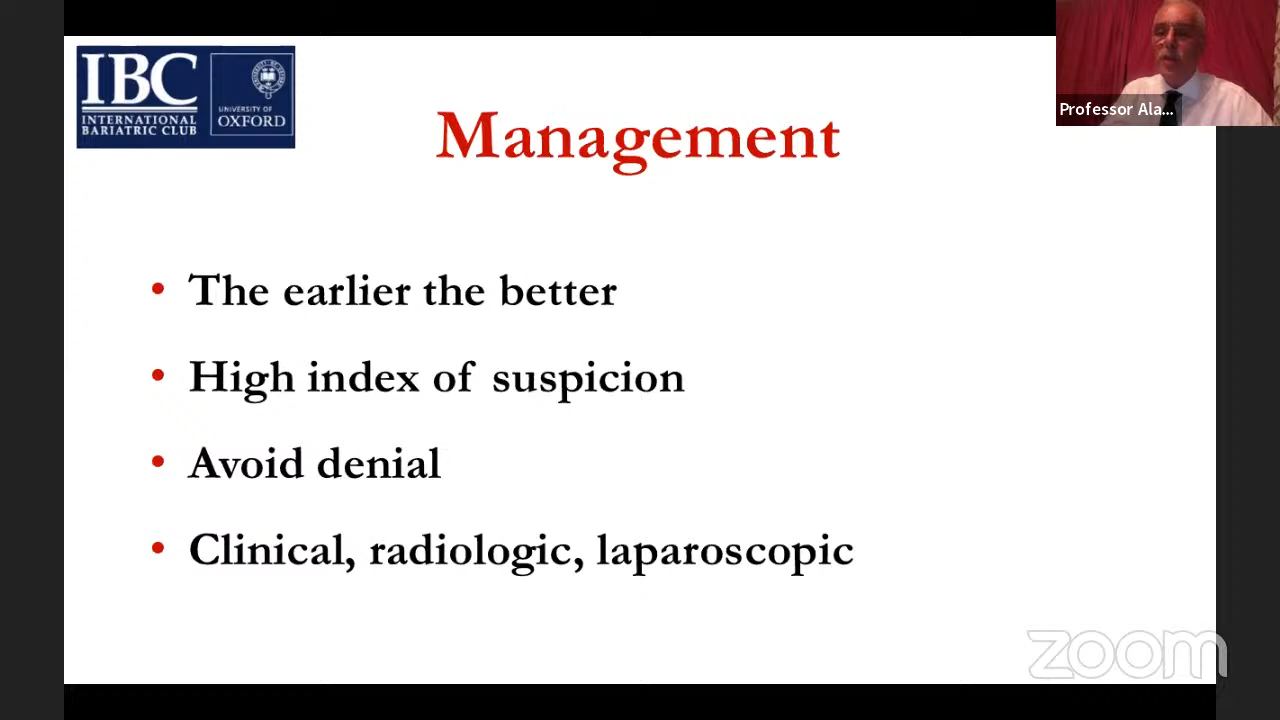 IBC
INTERNATIONAL
BARIATRIC CLUB
UNIVERSITY OF
OXFORD
Professor Ala...
Management
• The earlier the better
• High index of suspicion
• Avoid denial
• Clinical, radiologic, laparoscopic
zoom